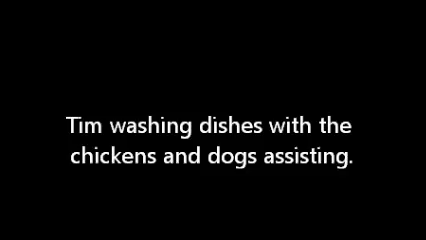 Tim washing dishes with the
chickens and dogs assisting.